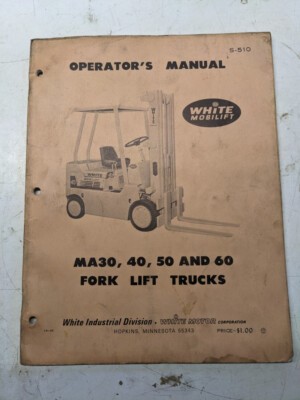 S-510
OPERATOR'S MANUAL
WHITE
MOBILIFT
MA30, 40, 50 AND 60
FORK LIFT TRUCKS
White Industrial Division • WHITE MOTOR CORPORATION
HOPKINS, MINNESOTA 55343
PRICE-$1.00